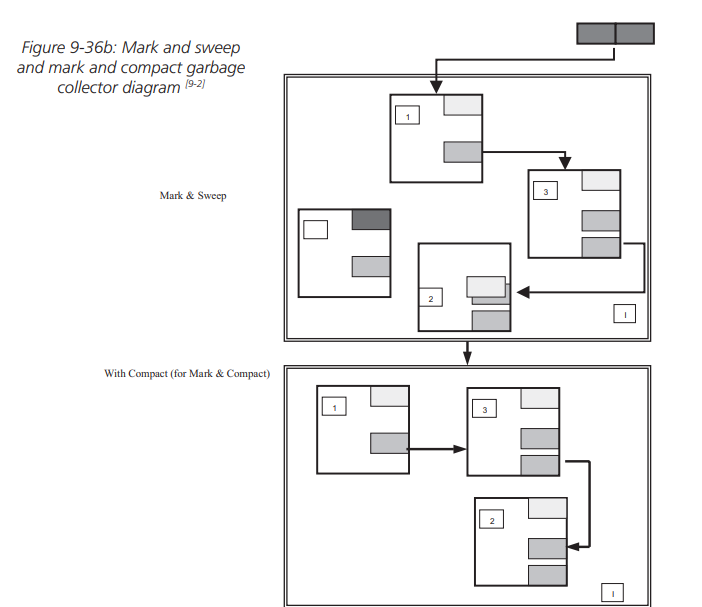 Figure 9-36b: Mark and sweep
and mark and compact garbage
collector diagram [9-2]
1
3
Mark & Sweep
2
I
With Compact (for Mark & Compact)
1
3
2
I